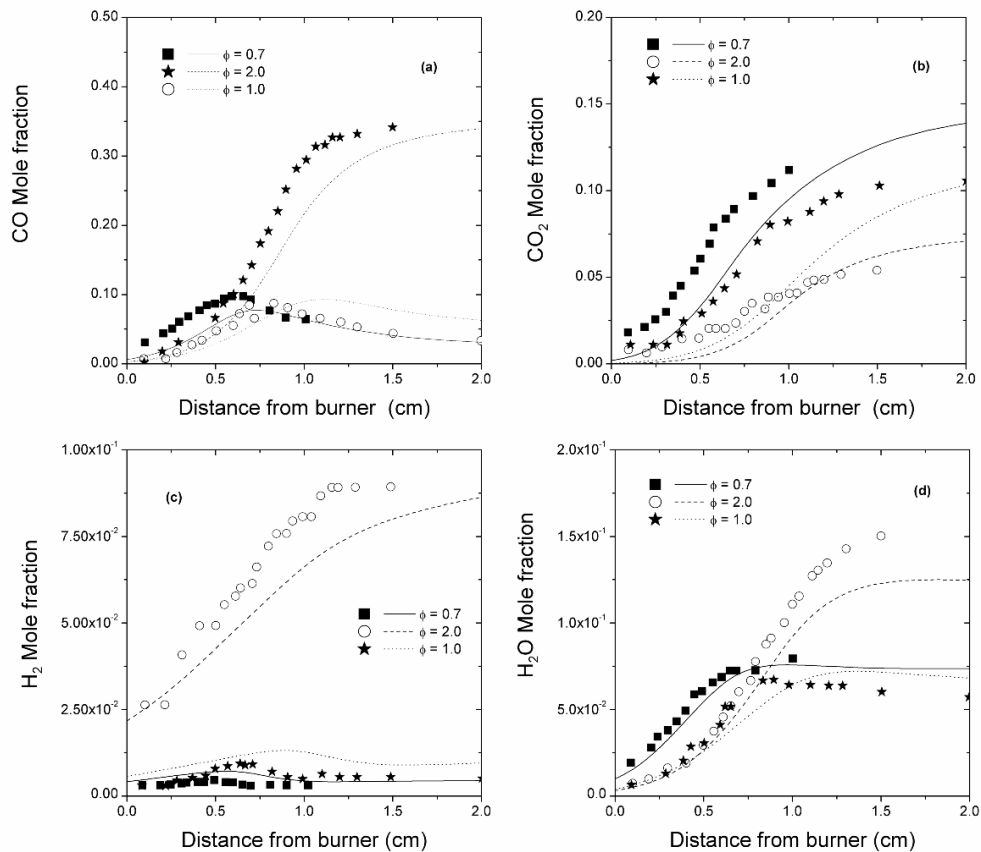 0.50
0.40
0.30
0.20
0.10
0.00
CO Mole fraction
ϕ = 0.7
ϕ = 2.0
ϕ = 1.0
(a)
0.0 0.5 1.0 1.5 2.0
Distance from burner (cm)
0.20
0.15
0.10
0.05
0.00
CO2 Mole fraction
ϕ = 0.7
ϕ = 2.0
ϕ = 1.0
(b)
0.0 0.5 1.0 1.5 2.0
Distance from burner (cm)
1.00x10-1
7.50x10-2
5.00x10-2
2.50x10-2
0.00
H2 Mole fraction
(c)
ϕ = 0.7
ϕ = 2.0
ϕ = 1.0
0.0 0.5 1.0 1.5 2.0
Distance from burner (cm)
2.0x10-1
1.5x10-1
1.0x10-1
5.0x10-2
0.0
H2O Mole fraction
ϕ = 0.7
ϕ = 2.0
ϕ = 1.0
(d)
0.0 0.5 1.0 1.5 2.0
Distance from burner (cm)